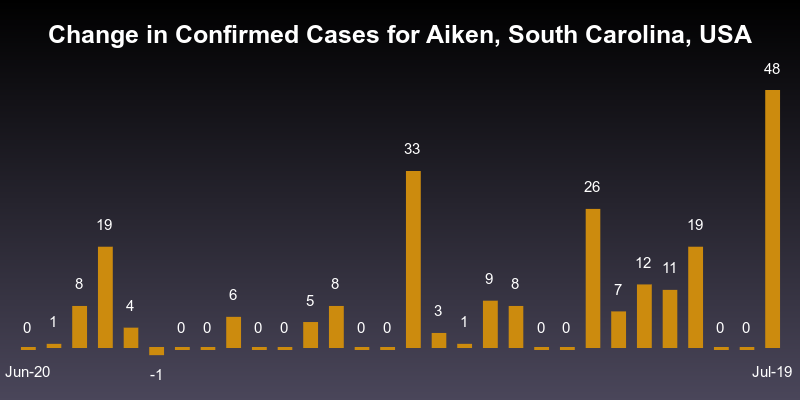 Change in Confirmed Cases for Aiken, South Carolina, USA
0 1 8 19 4 -1 0 0 6 0 0 5 8 0 0 33 3 1 9 8 0 0 26 7 12 11 19 0 0 48
Jun-20 Jul-19